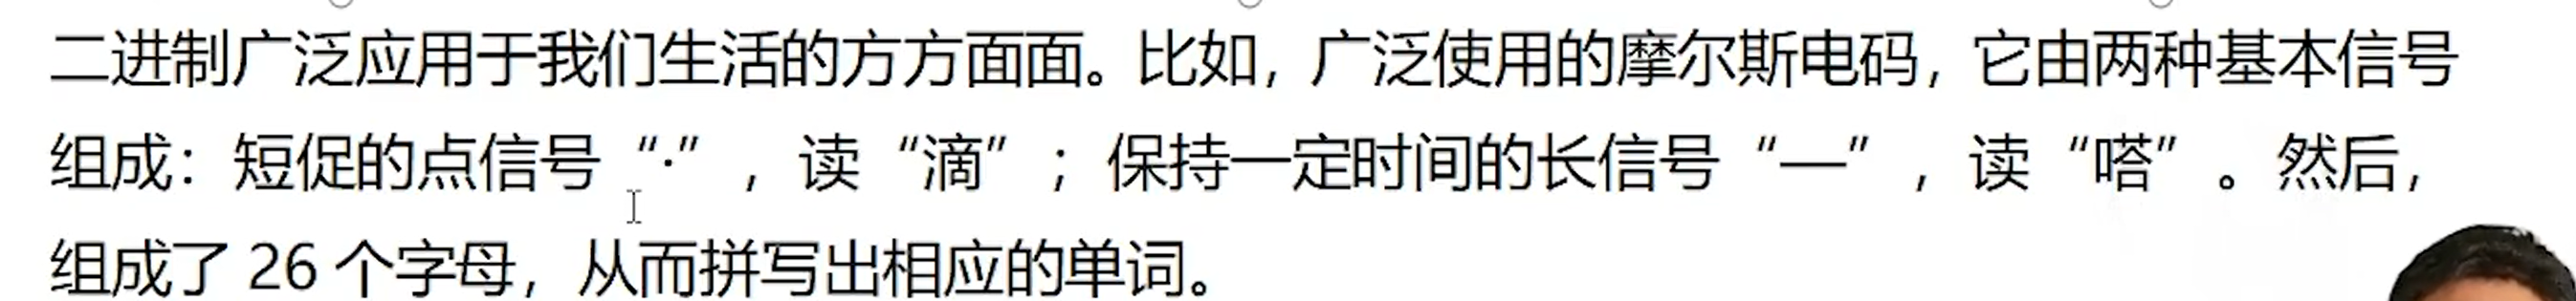 二进制广泛应用于我们生活的方方面面。比如，广泛使用的摩尔斯电码，它由两种基本信号
组成：短促的点信号“·”，读“滴”；保持一定时间的长信号“—”，读“嗒”。然后，
组成了 26 个字母，从而拼写出相应的单词。